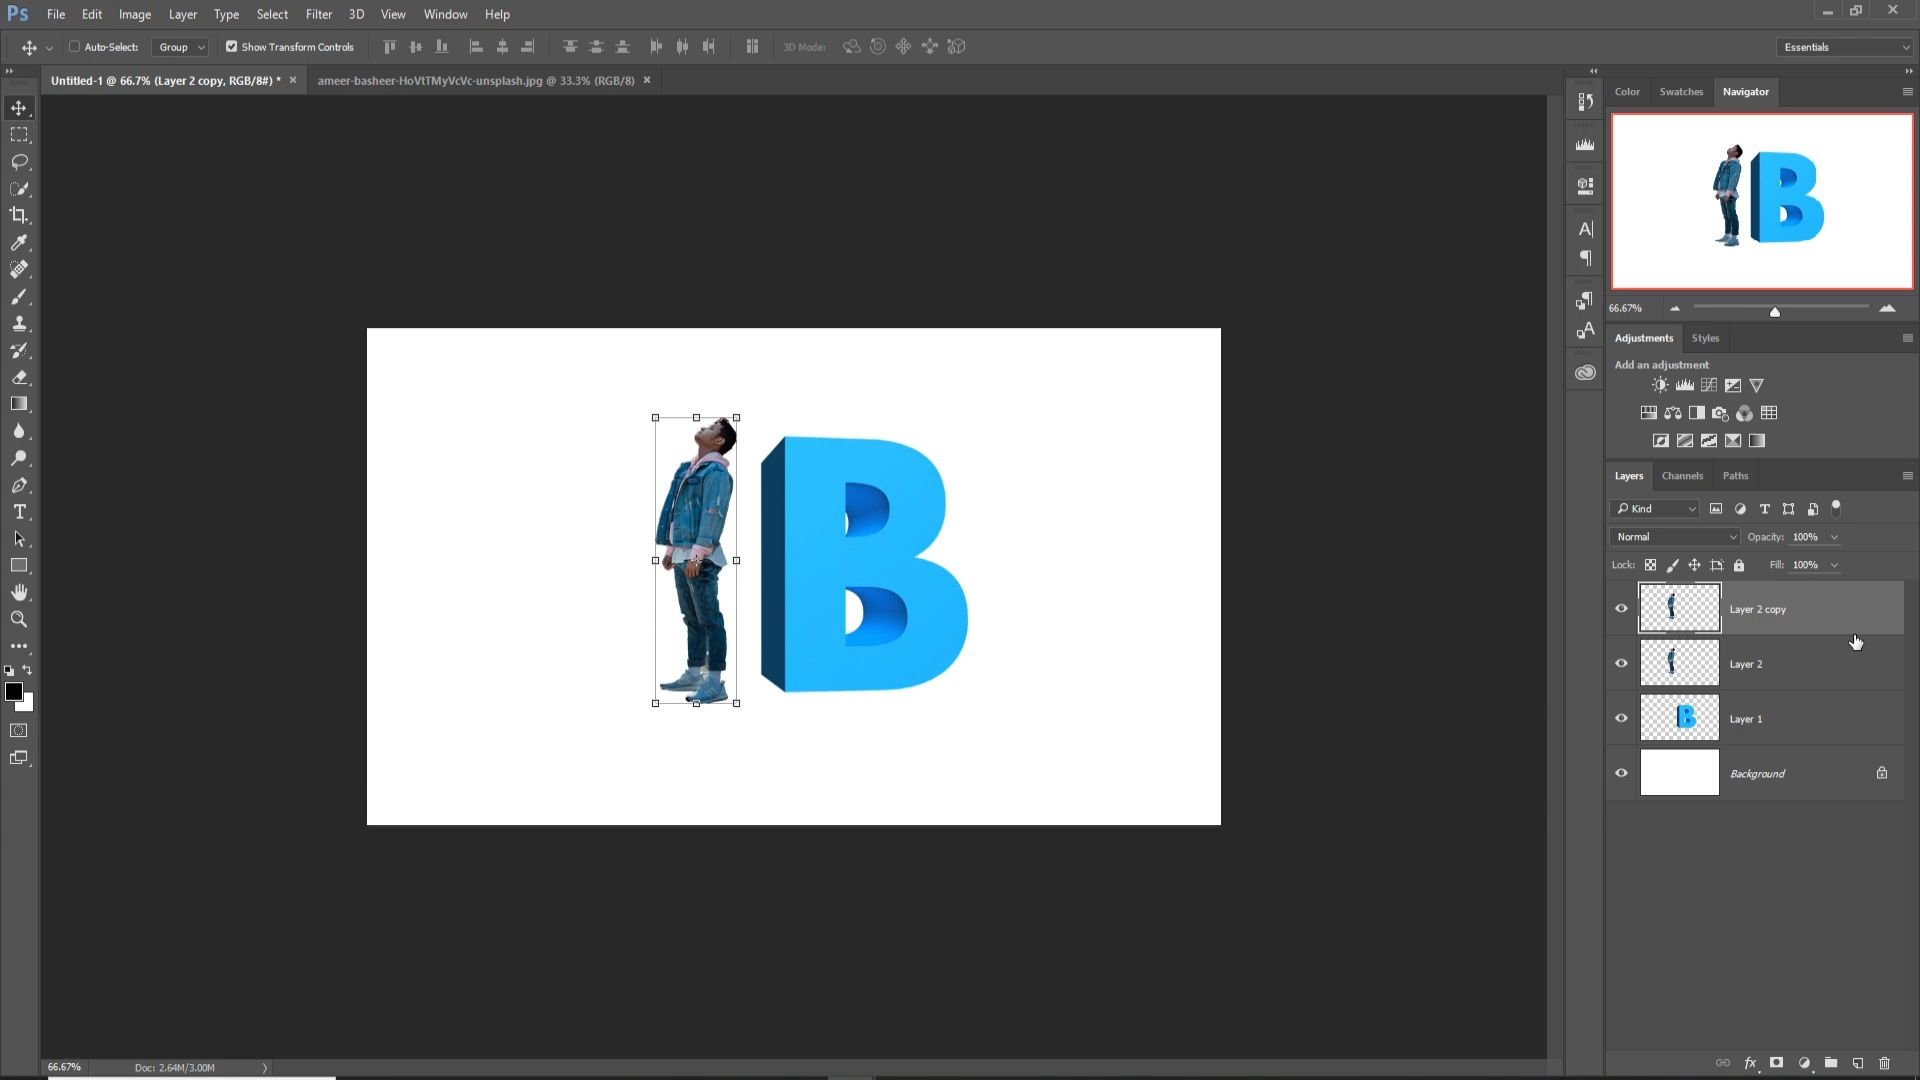 Ps File Edit Image Layer Type Select Filter 3D View Window Help
Auto-Select: Group Show Transform Controls 3D Mode: Essentials
Untitled-1 @ 66.7% (Layer 2 copy, RGB/8#) * ameer-basheer-HoVtTMyVcVc-unsplash.jpg @ 33.3% (RGB/8)
Color Swatches Navigator
B
66.67%
Adjustments Styles
Add an adjustment
Layers Channels Paths
Kind
Normal Opacity: 100%
Lock: Fill: 100%
Layer 2 copy
Layer 2
Layer 1
Background
B
66.67% Doc: 2.64M/3.00M